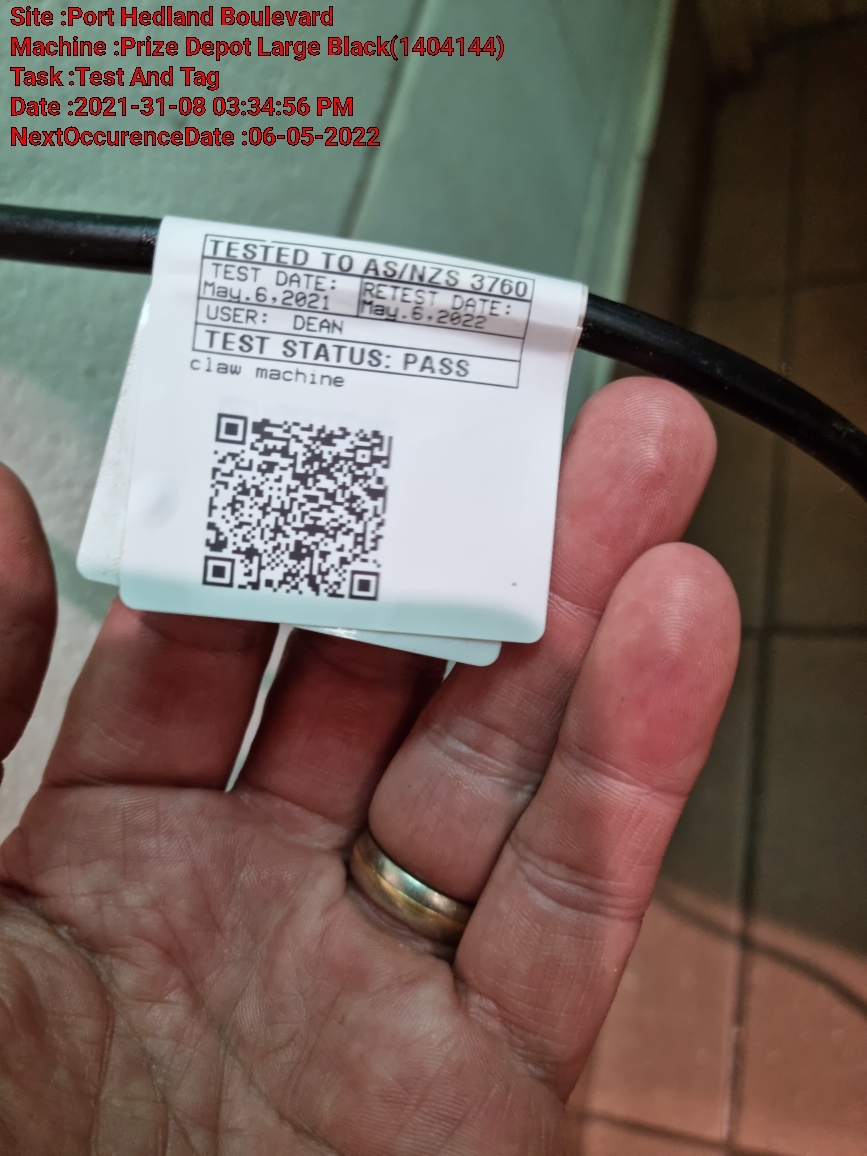 Site :Port Hedland Boulevard
Machine :Prize Depot Large Black(1404144)
Task :Test And Tag
Date :2021-31-08 03:34:56 PM
NextOccurenceDate :06-05-2022
TESTED TO AS/NZS 3760
TEST DATE: RETEST DATE:
May.6,2021 May.6,2022
USER: DEAN
TEST STATUS: PASS
claw machine